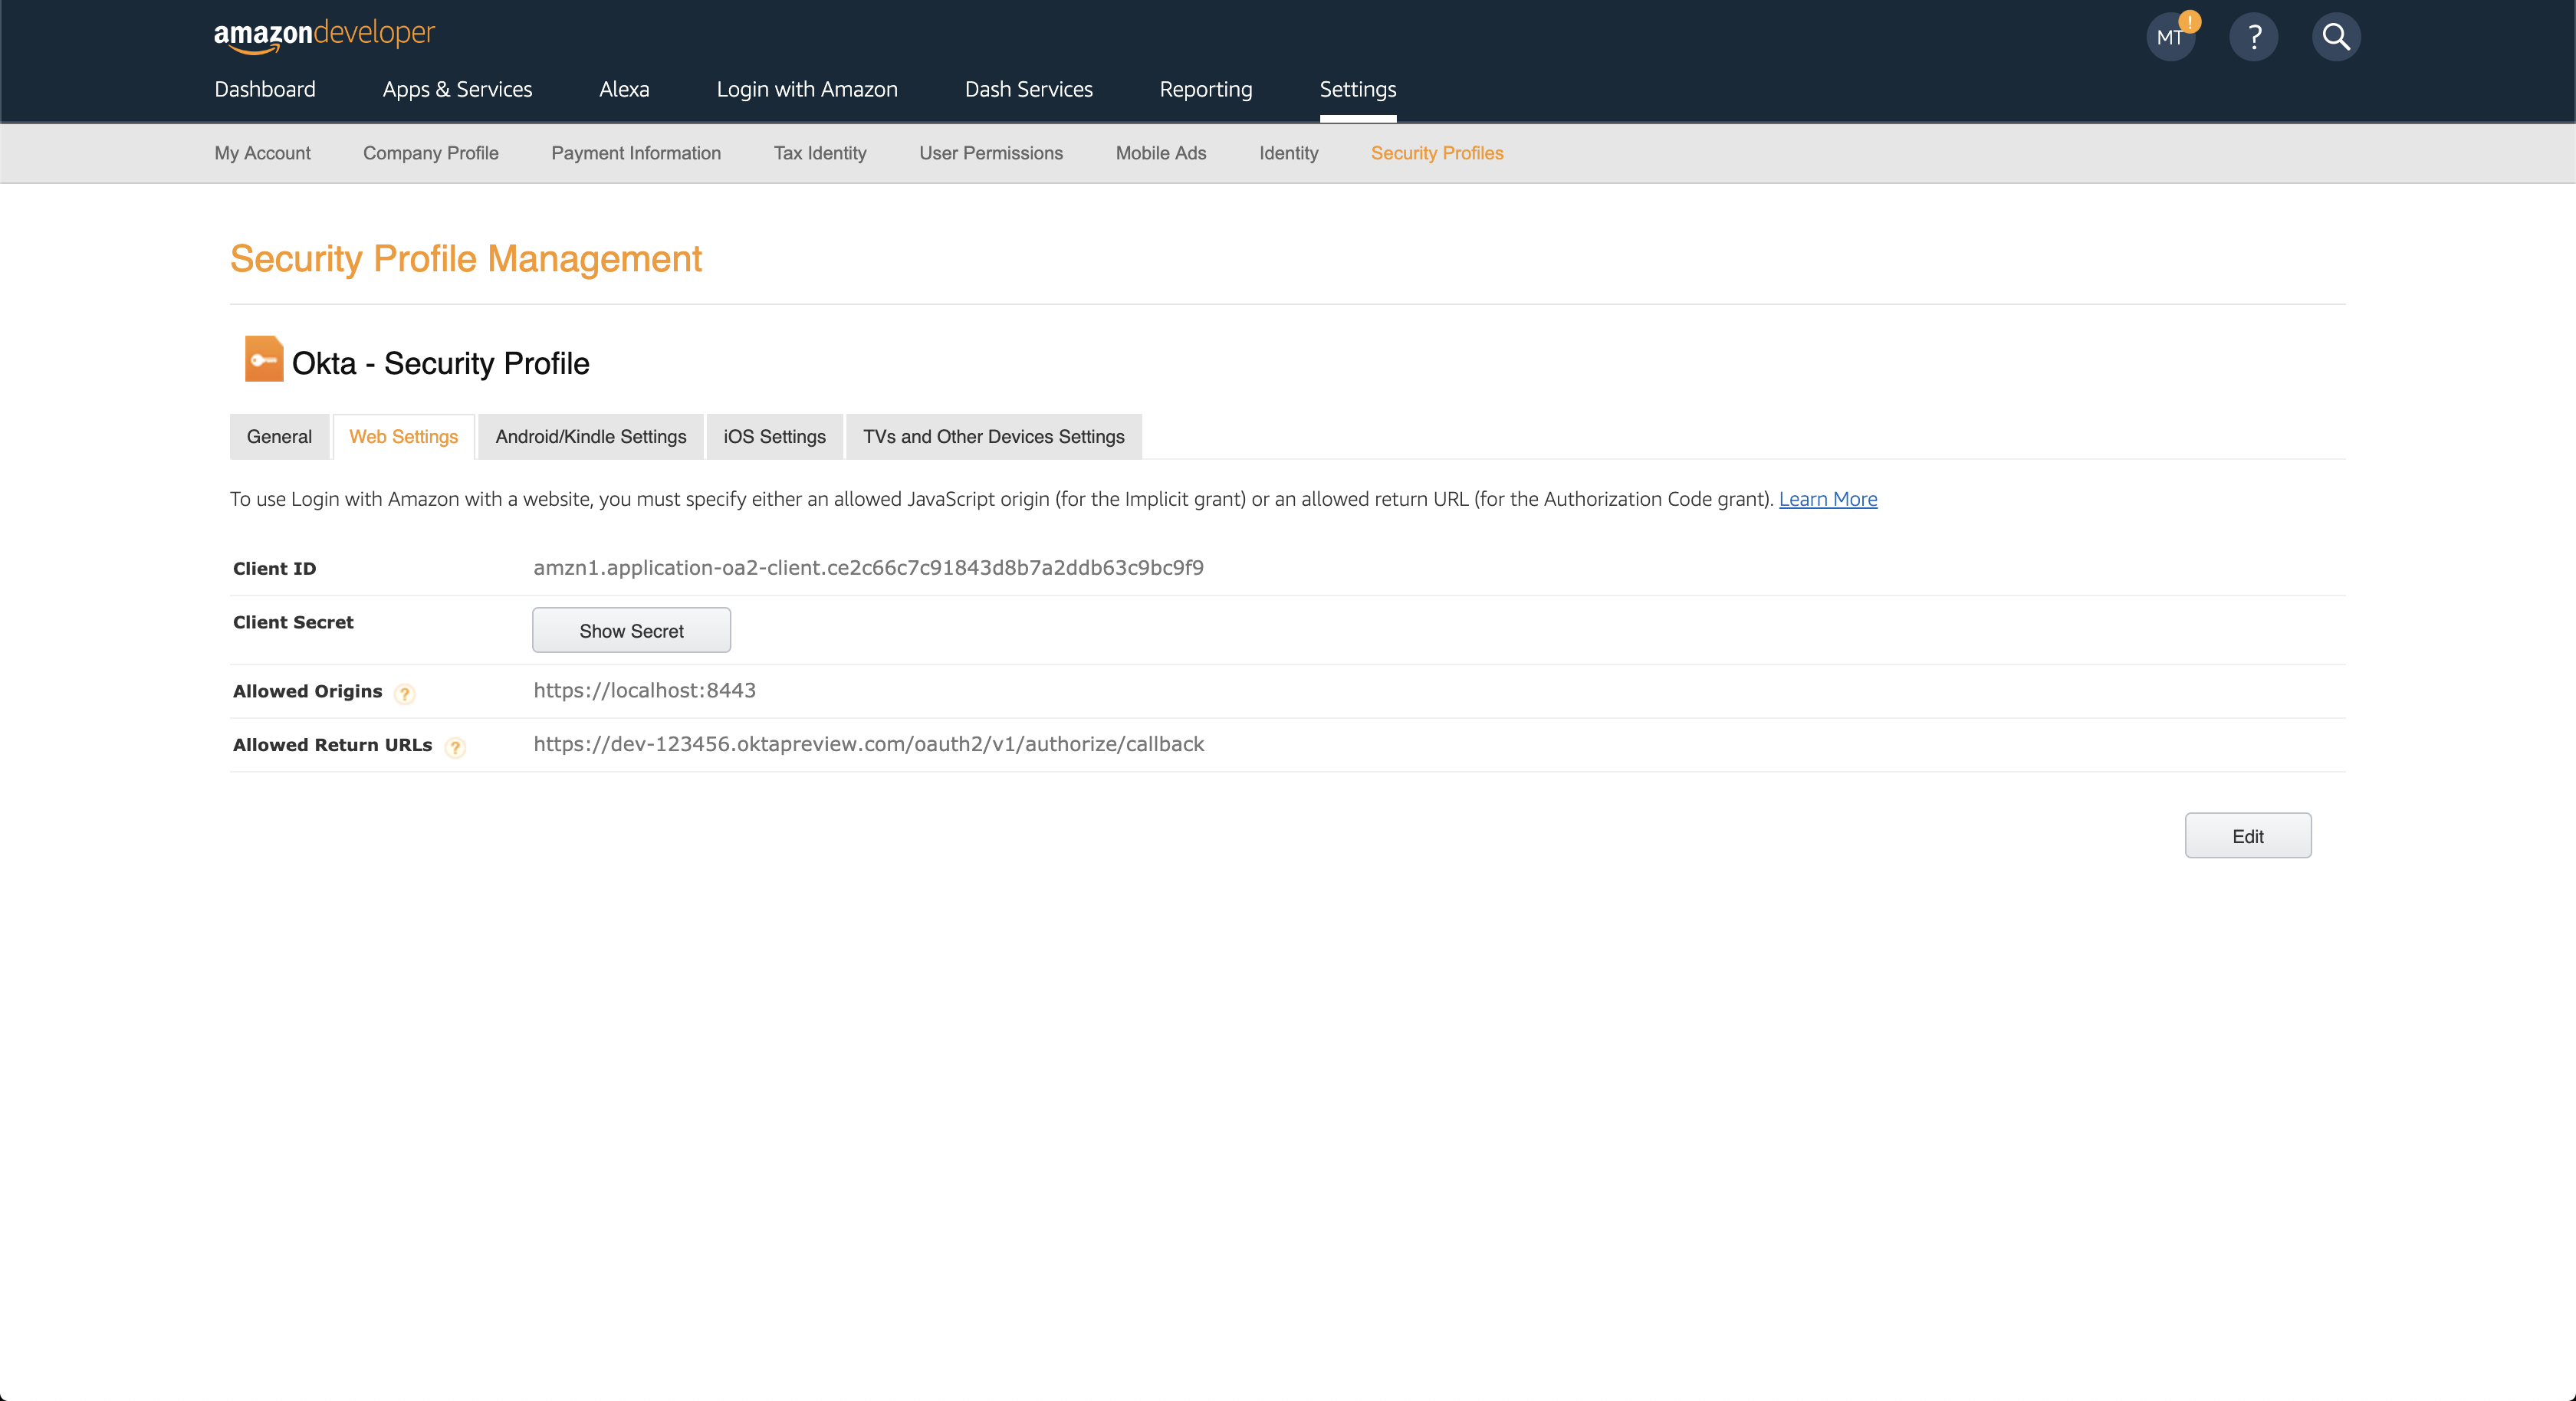 amazondeveloper
MT ! ?
Dashboard Apps & Services Alexa Login with Amazon Dash Services Reporting Settings
My Account Company Profile Payment Information Tax Identity User Permissions Mobile Ads Identity Security Profiles
Security Profile Management
Okta - Security Profile
General Web Settings Android/Kindle Settings iOS Settings TVs and Other Devices Settings
To use Login with Amazon with a website, you must specify either an allowed JavaScript origin (for the Implicit grant) or an allowed return URL (for the Authorization Code grant). Learn More
Client ID amzn1.application-oa2-client.ce2c66c7c91843d8b7a2ddb63c9bc9f9
Client Secret Show Secret
Allowed Origins ? https://localhost:8443
Allowed Return URLs ? https://dev-123456.oktapreview.com/oauth2/v1/authorize/callback
Edit